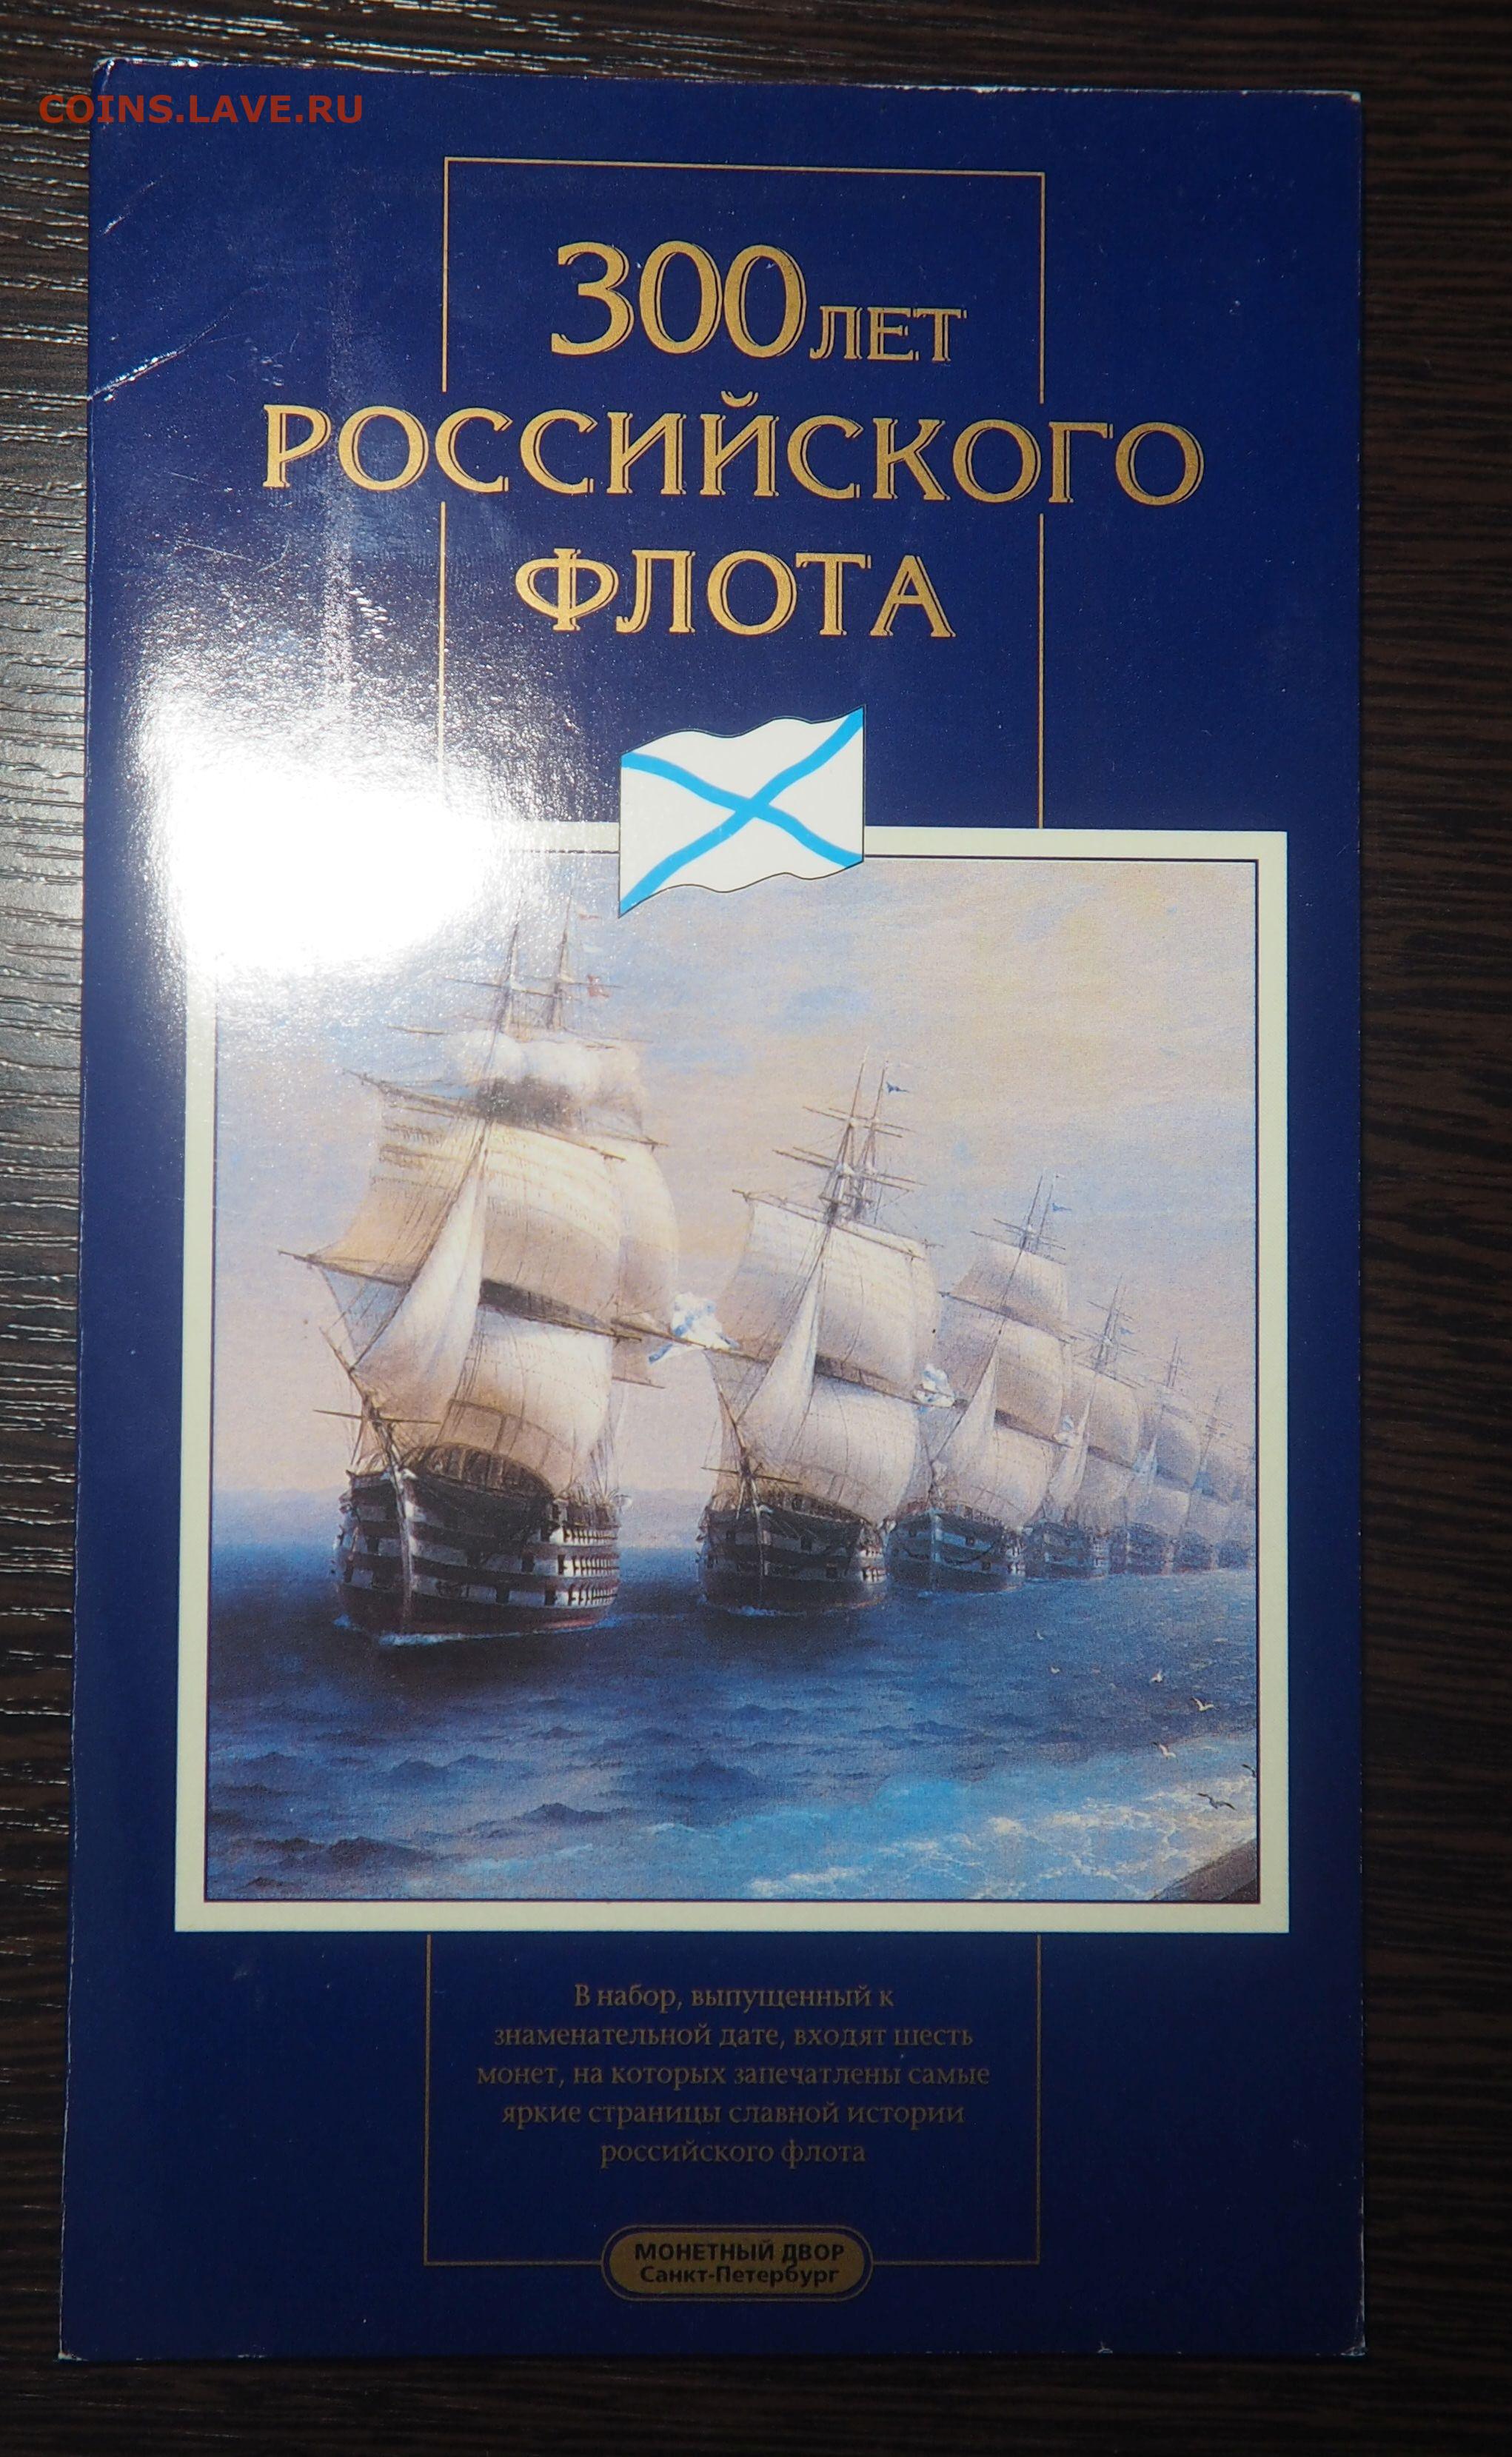 COINS.LAVE.RU
300 ЛЕТ
РОССИЙСКОГО
ФЛОТА
В набор, выпущенный к
знаменательной дате, входят шесть
монет, на которых запечатлены самые
яркие страницы славной истории
российского флота
МОНЕТНЫЙ ДВОР
Санкт-Петербург